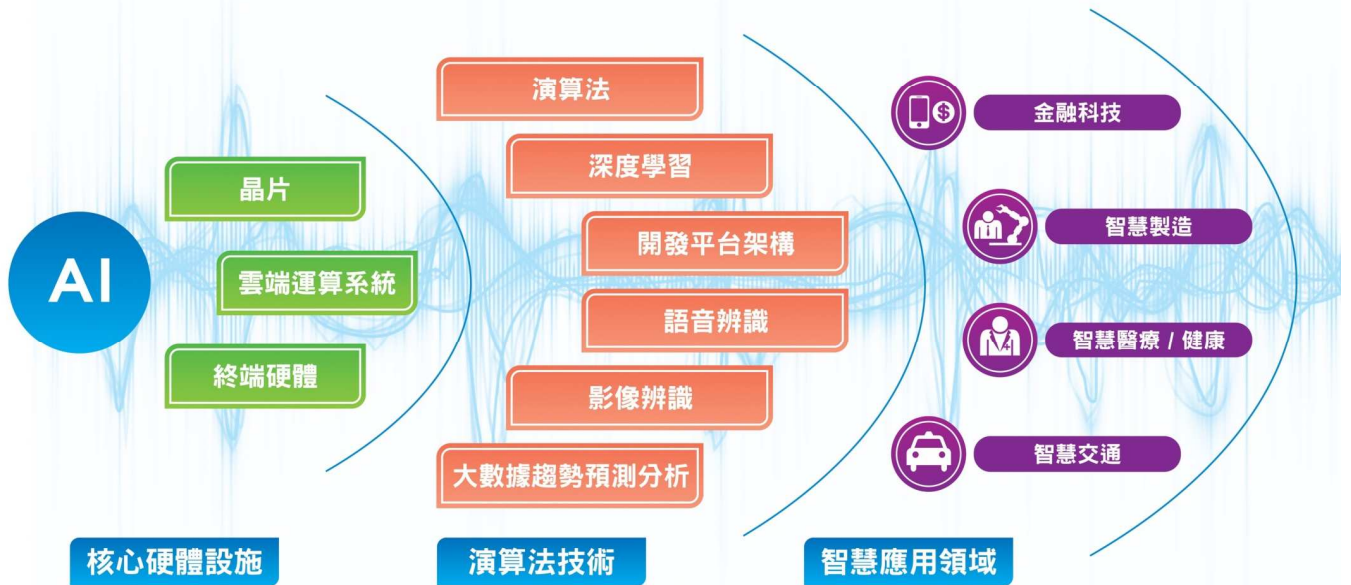 AI
晶片
雲端運算系統
終端硬體
核心硬體設施
演算法
深度學習
開發平台架構
語音辨識
影像辨識
大數據趨勢預測分析
演算法技術
$
金融科技
智慧製造
智慧醫療 / 健康
智慧交通
智慧應用領域